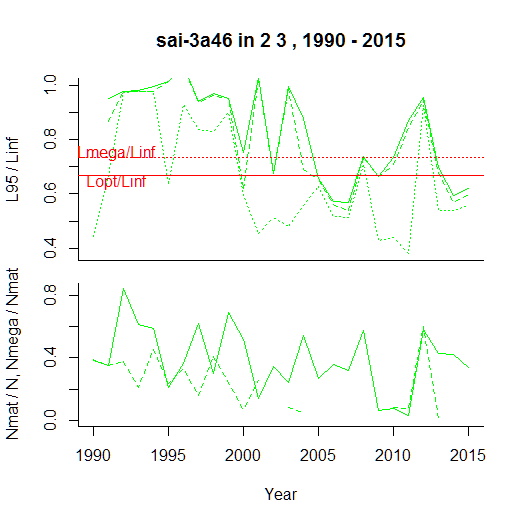 sai-3a46 in 2 3 , 1990 - 2015
L95 / Linf
1.0
0.8
0.6
0.4
Lmega/Linf
Lopt/Linf
Nmat / N, Nmega / Nmat
0.8
0.4
0.0
1990 1995 2000 2005 2010 2015
Year